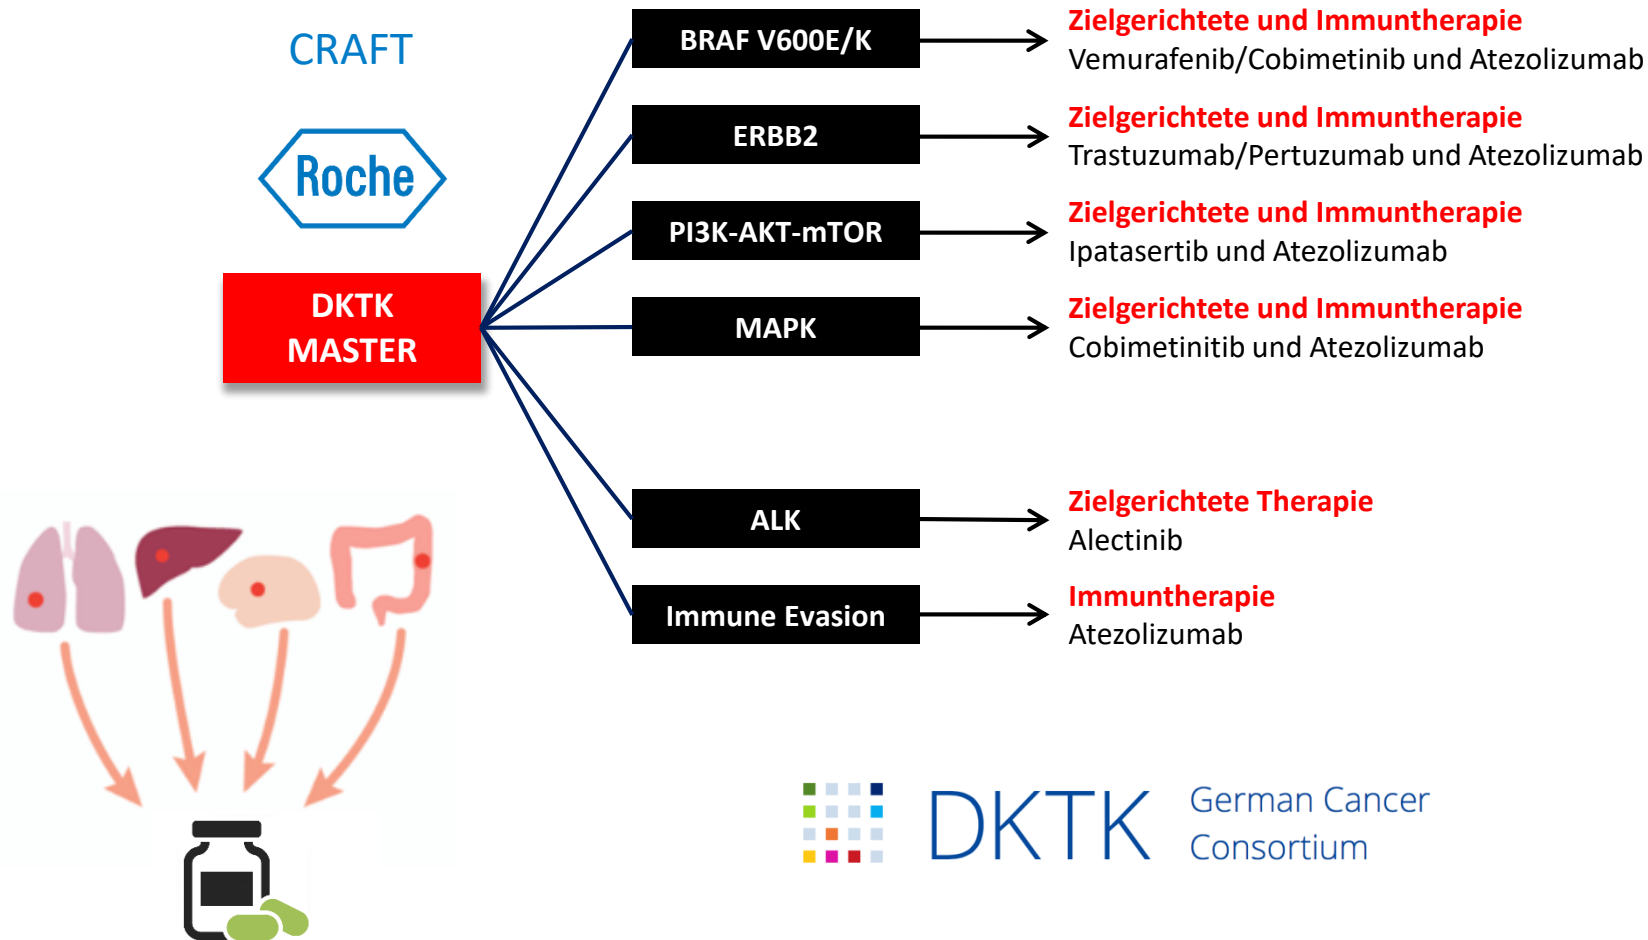 CRAFT
Roche
DKTK
MASTER
BRAF V600E/K
Zielgerichtete und Immuntherapie
Vemurafenib/Cobimetinib und Atezolizumab
ERBB2
Zielgerichtete und Immuntherapie
Trastuzumab/Pertuzumab und Atezolizumab
PI3K-AKT-mTOR
Zielgerichtete und Immuntherapie
Ipatasertib und Atezolizumab
MAPK
Zielgerichtete und Immuntherapie
Cobimetinitib und Atezolizumab
ALK
Zielgerichtete Therapie
Alectinib
Immune Evasion
Immuntherapie
Atezolizumab
DKTK
German Cancer
Consortium